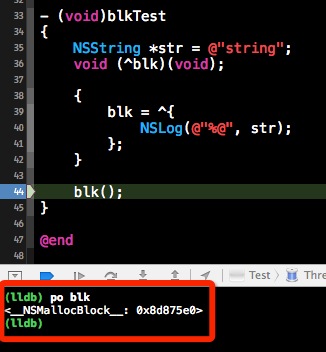 32
33 - (void)blkTest
34 {
35 NSString *str = @"string";
36 void (^blk)(void);
37
38 {
39 blk = ^{
40 NSLog(@"%@", str);
41 };
42 }
43
44 blk();
45 }
46
47 @end
48
Test > Thre
(lldb) po blk
<__NSMallocBlock__: 0x8d875e0>
(lldb)